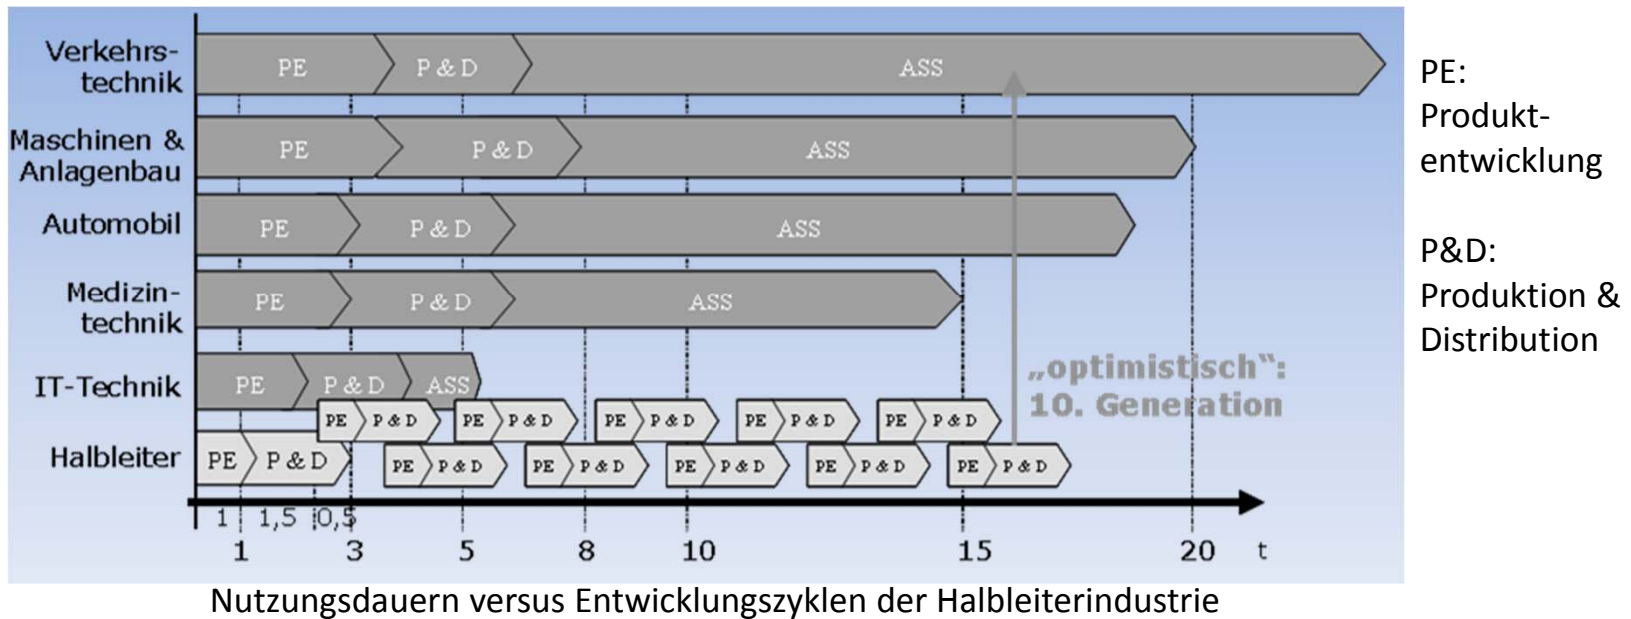 Verkehrs-
technik
PE
P & D
ASS
Maschinen &
Anlagenbau
PE
P & D
ASS
Automobil
PE
P & D
ASS
Medizin-
technik
PE
P & D
ASS
IT-Technik
PE
P & D
ASS
„optimistisch“:
10. Generation
PE P & D PE P & D PE P & D PE P & D PE P & D
Halbleiter
PE P & D PE P & D PE P & D PE P & D PE P & D PE P & D
1 1,5 0,5
1 3 5 8 10 15 20 t
PE:
Produkt-
entwicklung
P&D:
Produktion &
Distribution
Nutzungsdauern versus Entwicklungszyklen der Halbleiterindustrie